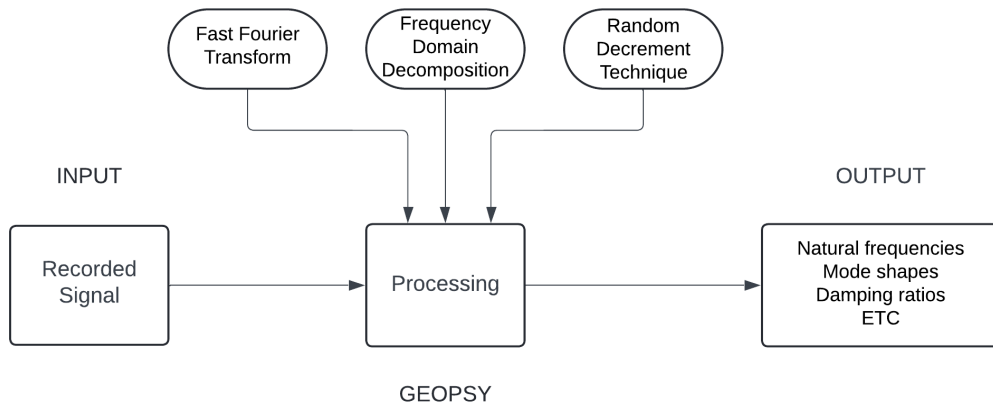 Fast Fourier
Transform
Frequency
Domain
Decomposition
Random
Decrement
Technique
INPUT
OUTPUT
Recorded
Signal
Processing
Natural frequencies
Mode shapes
Damping ratios
ETC
GEOPSY